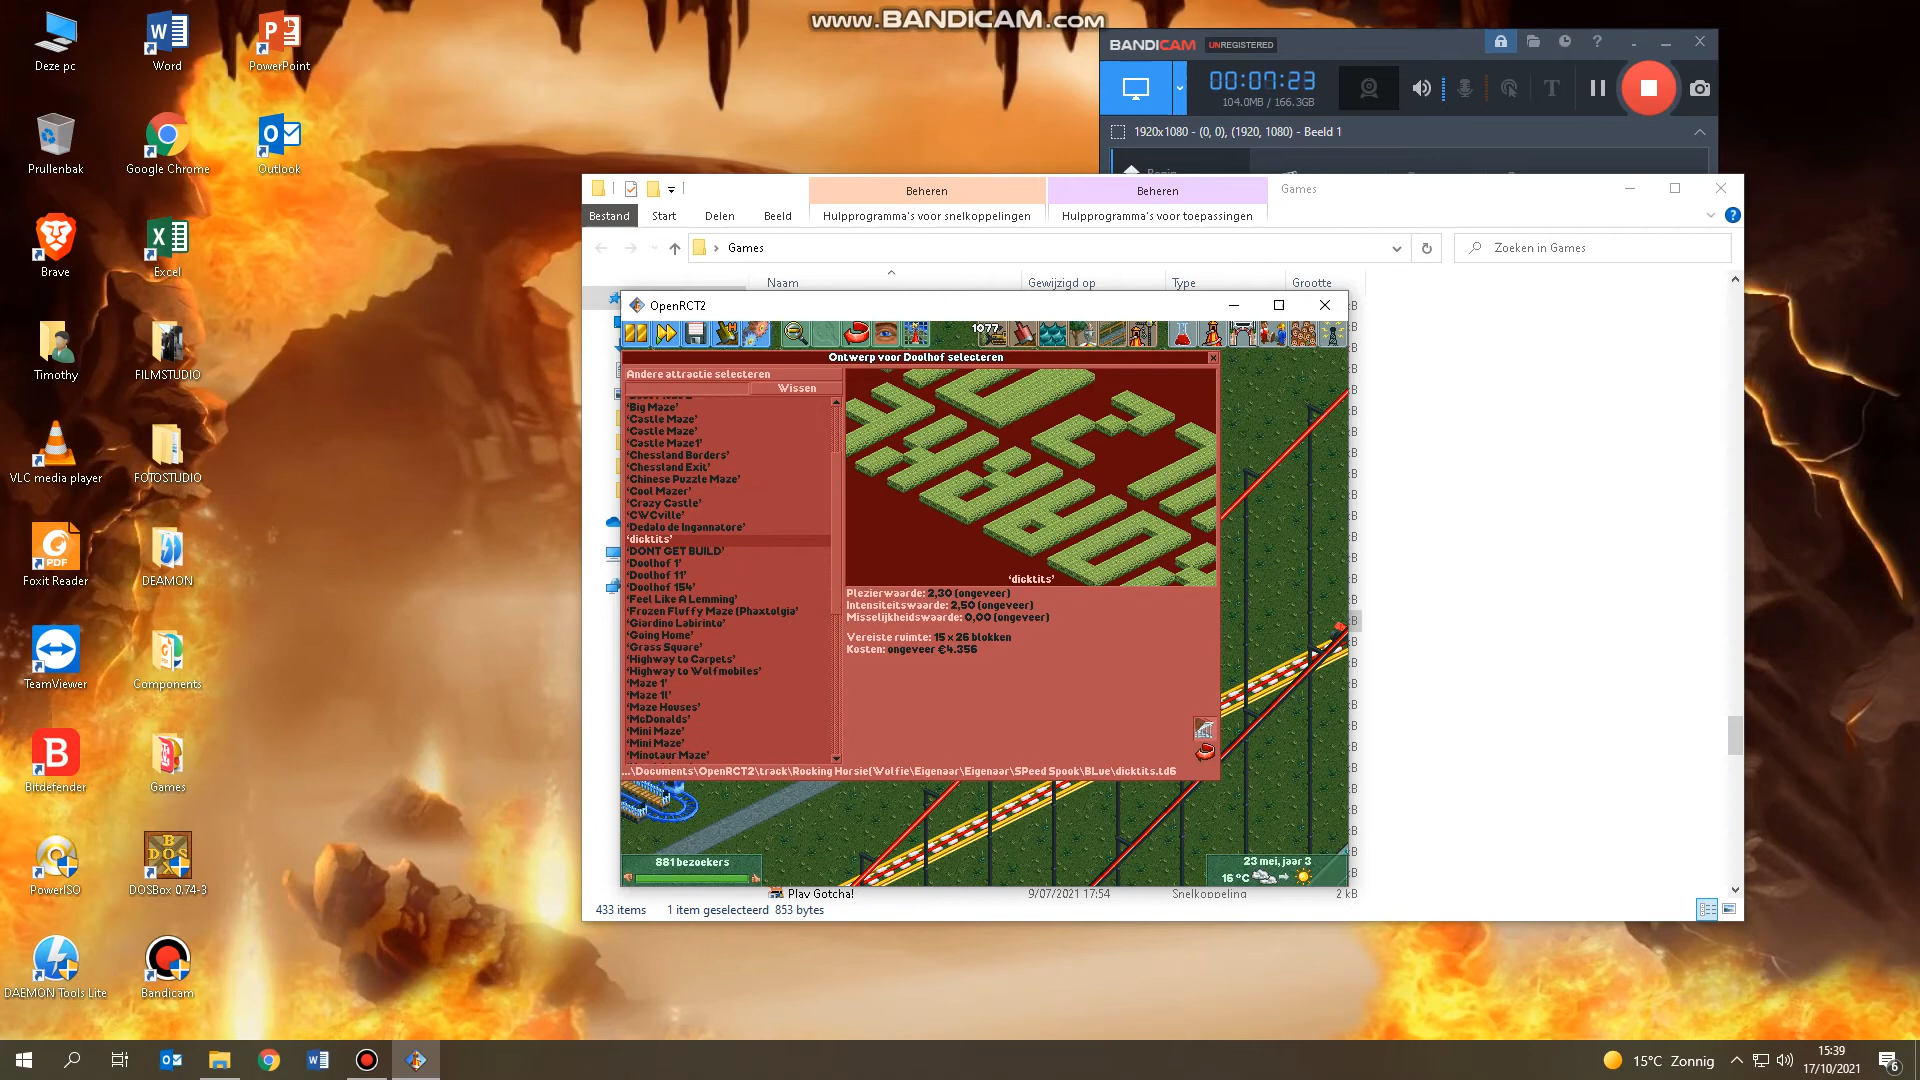 www.BANDICAM.com
Deze pc
Word
PowerPoint
Prullenbak
Google Chrome
Outlook
Brave
Excel
Timothy
FILMSTUDIO
VLC media player
FOTOSTUDIO
Foxit Reader
DEAMON
TeamViewer
Components
Bitdefender
Games
PowerISO
DOSBox 0.74-3
DAEMON Tools Lite
Bandicam
BANDICAM UNREGISTERED
00:07:23
104.0MB / 166.3GB
1920x1080 - (0, 0), (1920, 1080) - Beeld 1
Beheren
Beheren
Games
Bestand
Start
Delen
Beeld
Hulpprogramma's voor snelkoppelingen
Hulpprogramma's voor toepassingen
Games
Zoeken in Games
Naam
Gewijzigd op
Type
Grootte
OpenRCT2
1077
Ontwerp voor Doolhof selecteren
Andere attractie selecteren
Wissen
'Big Maze'
'Castle Maze'
'Castle Maze'
'Castle Maze1'
'Chessland Borders'
'Chessland Exit'
'Chinese Puzzle Maze'
'Cool Mazer'
'Crazy Castle'
'CWCville'
'Dedalo de Ingannatore'
'dicktits'
'DONT GET BUILD'
'Doolhof 1'
'Doolhof 11'
'Doolhof 154'
'Feel Like A Lemming'
'Frozen Fluffy Maze (Phaxtolgia'
'Giardino Labirinto'
'Going Home'
'Grass Square'
'Highway to Carpets'
'Highway to Wolfmobiles'
'Maze 1'
'Maze 1l'
'Maze Houses'
'McDonalds'
'Mini Maze'
'Mini Maze'
'Minotaur Maze'
'dicktits'
Plezierwaarde: 2,30 (ongeveer)
Intensiteitswaarde: 2,50 (ongeveer)
Misselijkheidswaarde: 0,00 (ongeveer)
Vereiste ruimte: 15 x 26 blokken
Kosten: ongeveer €4.356
...\Documents\OpenRCT2\track\Rocking Horsie(Wolfie\Eigenaar\Eigenaar\SPeed Spook\BLue\dicktits.td6
881 bezoekers
23 mei, jaar 3
16°C
Play Gotcha!
9/07/2021 17:54
Snelkoppeling
2 kB
433 items
1 item geselecteerd 853 bytes
15°C Zonnig
15:39
17/10/2021
6